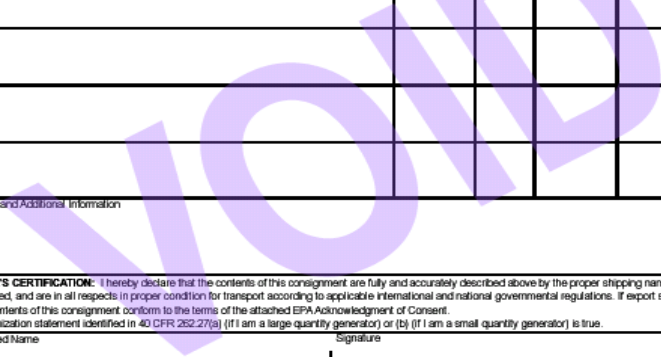 VOID
and Additional Information
'S CERTIFICATION: I hereby declare that the contents of this consignment are fully and accurately described above by the proper shipping nam
ed, and are in all respects in proper condition for transport according to applicable international and national governmental regulations. If export s
ntents of this consignment conform to the terms of the attached EPA Acknowledgment of Consent.
ization statement identified in 40 CFR 262.27(a) (if I am a large quantity generator) or (b) (if I am a small quantity generator) is true.
ed Name Signature